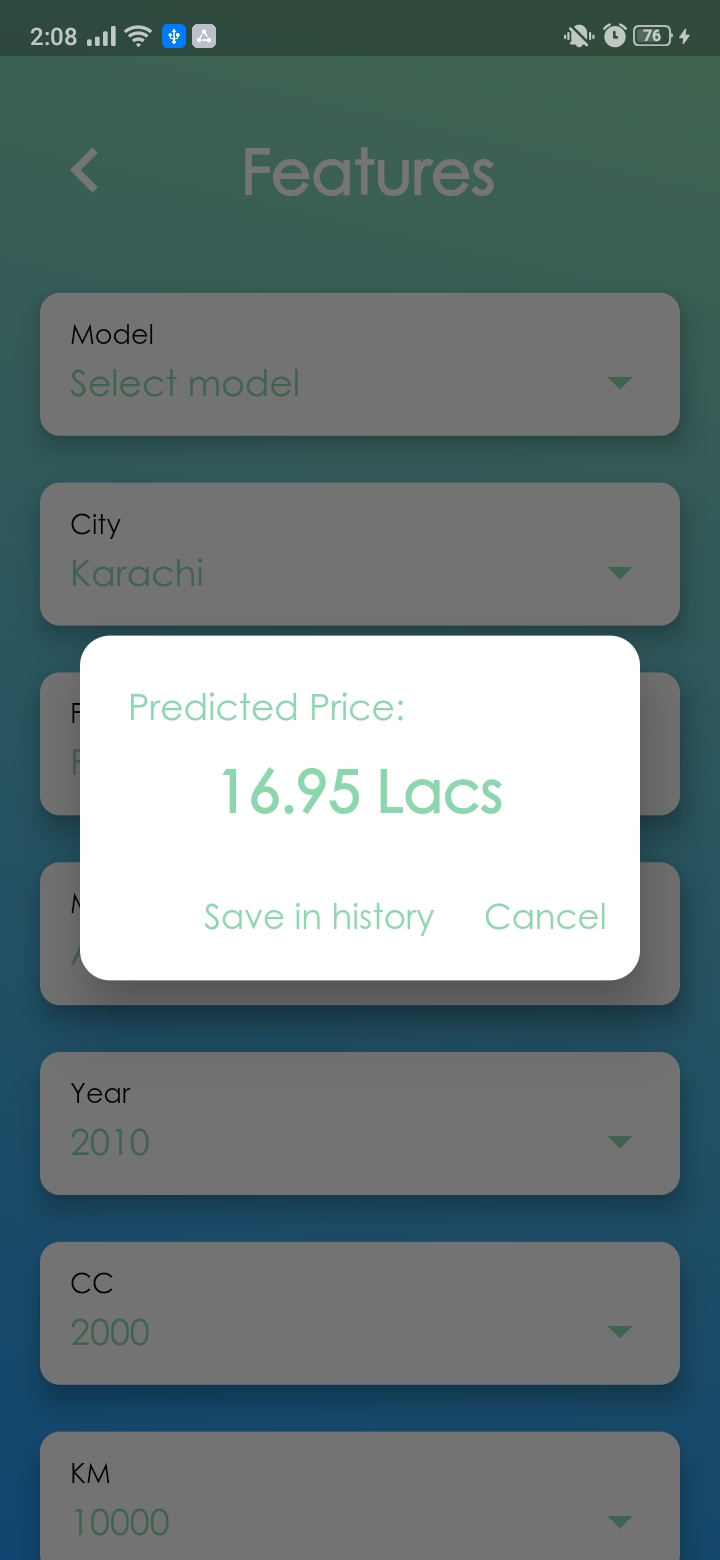 2:08
76
Features
Model
Select model
City
Karachi
Predicted Price:
16.95 Lacs
Save in history Cancel
Year
2010
CC
2000
KM
10000